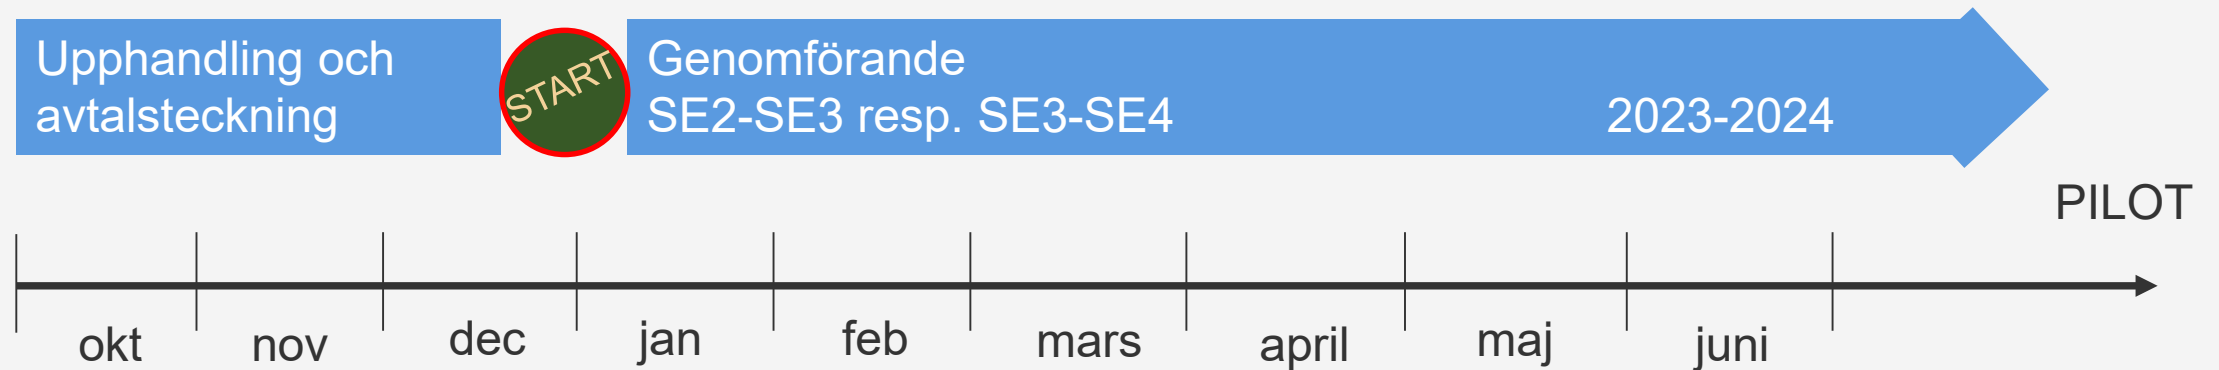 Upphandling och
avtalsteckning
START
Genomförande
SE2-SE3 resp. SE3-SE4
2023-2024
PILOT
okt
nov
dec
jan
feb
mars
april
maj
juni